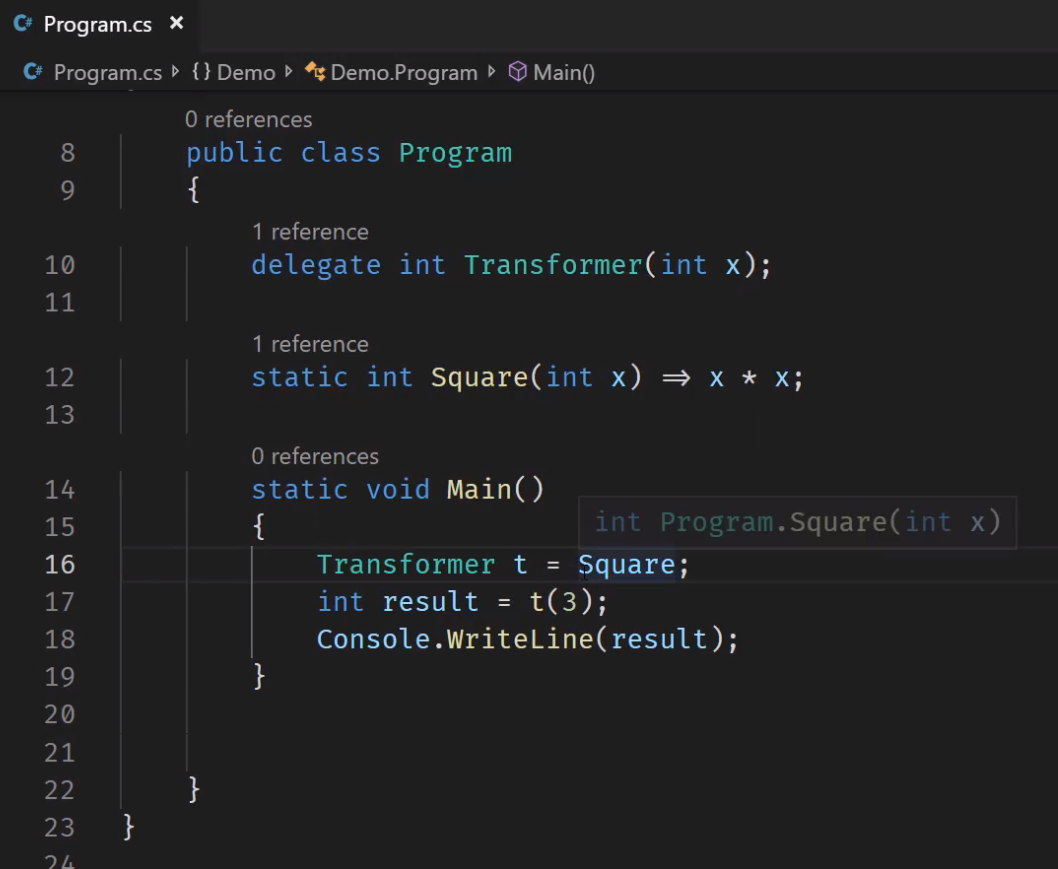 C# Program.cs ×
C# Program.cs {} Demo Demo.Program Main()
0 references
8 public class Program
9 {
1 reference
10 delegate int Transformer(int x);
11
1 reference
12 static int Square(int x) => x * x;
13
0 references
14 static void Main()
15 {
int Program.Square(int x)
16 Transformer t = Square;
17 int result = t(3);
18 Console.WriteLine(result);
19 }
20
21
22 }
23 }
24